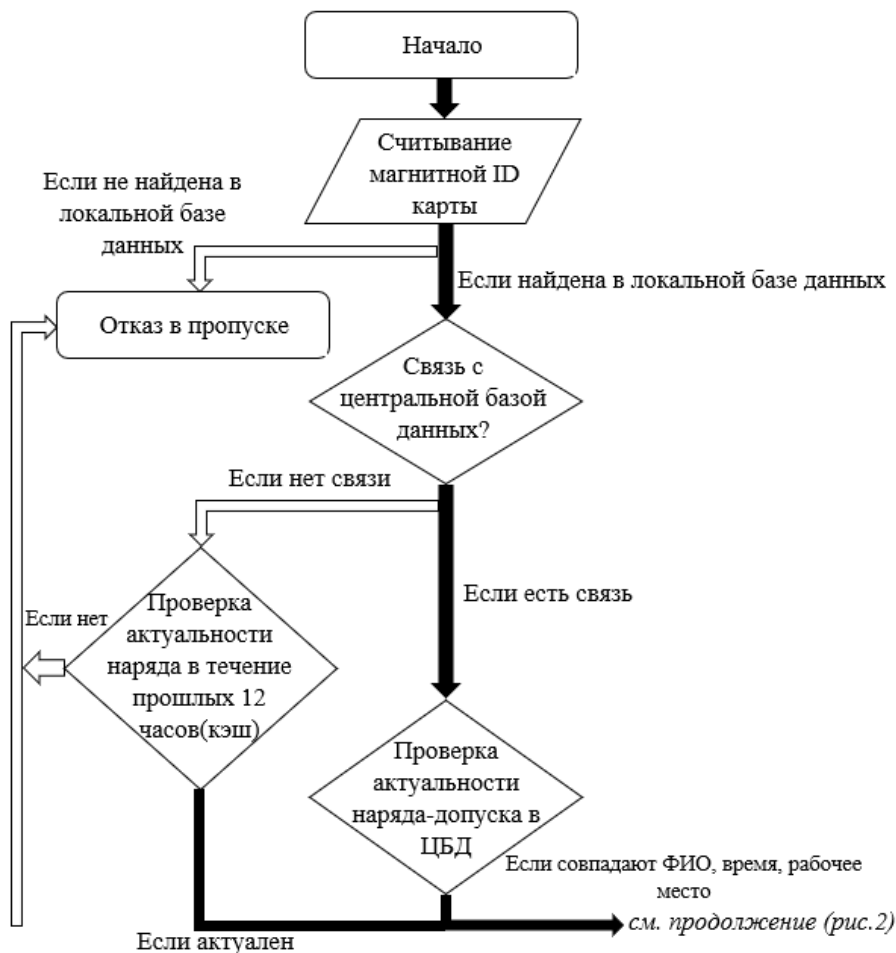 Начало
Считывание
магнитной ID
карты
Если не найдена в
локальной базе
данных
Если найдена в локальной базе данных
Отказ в пропуске
Связь с
центральной базой
данных?
Если нет связи
Если есть связь
Если нет
Проверка
актуальности
наряда в течение
прошлых 12
часов(кэш)
Проверка
актуальности
наряда-допуска в
ЦБД
Если совпадают ФИО, время, рабочее
место
см. продолжение (рис.2)
Если актуален